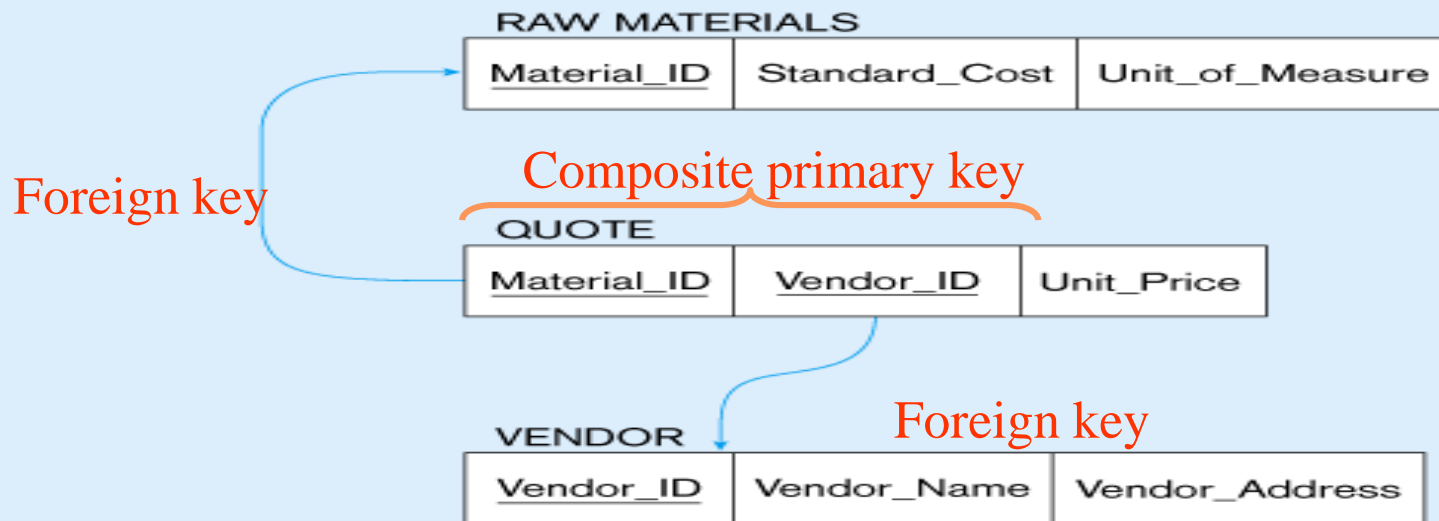 RAW MATERIALS
Material_ID Standard_Cost Unit_of_Measure
Foreign key
Composite primary key
QUOTE
Material_ID Vendor_ID Unit_Price
Foreign key
VENDOR
Vendor_ID Vendor_Name Vendor_Address